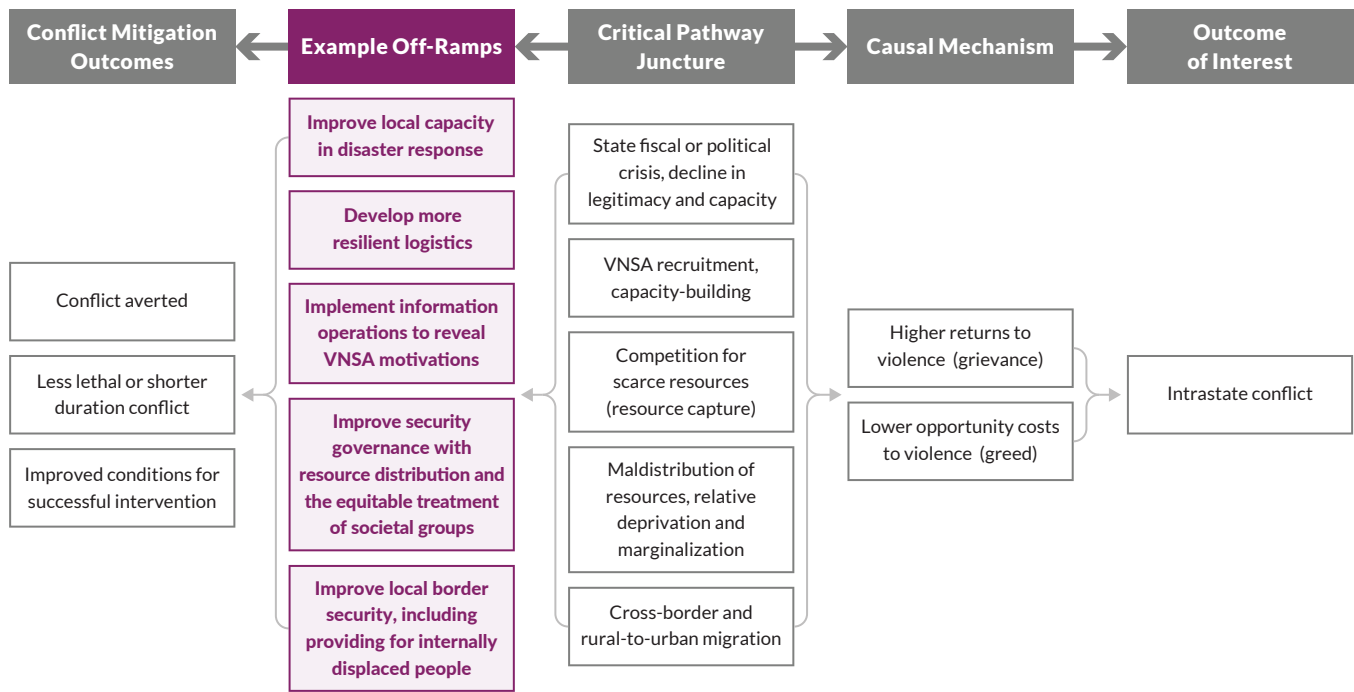 Conflict Mitigation
Outcomes
Example Off-Ramps
Critical Pathway
Juncture
Causal Mechanism
Outcome
of Interest
Conflict averted
Less lethal or shorter
duration conflict
Improved conditions for
successful intervention
Improve local capacity
in disaster response
Develop more
resilient logistics
Implement information
operations to reveal
VNSA motivations
Improve security
governance with
resource distribution and
the equitable treatment
of societal groups
Improve local border
security, including
providing for internally
displaced people
State fiscal or political
crisis, decline in
legitimacy and capacity
VNSA recruitment,
capacity-building
Competition for
scarce resources
(resource capture)
Maldistribution of
resources, relative
deprivation and
marginalization
Cross-border and
rural-to-urban migration
Higher returns to
violence (grievance)
Lower opportunity costs
to violence (greed)
Intrastate conflict